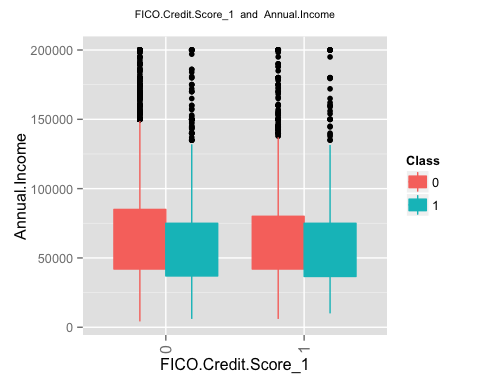 FICO.Credit.Score_1 and Annual.Income
200000
150000
100000
50000
0
Annual.Income
0
1
FICO.Credit.Score_1
Class
0
1